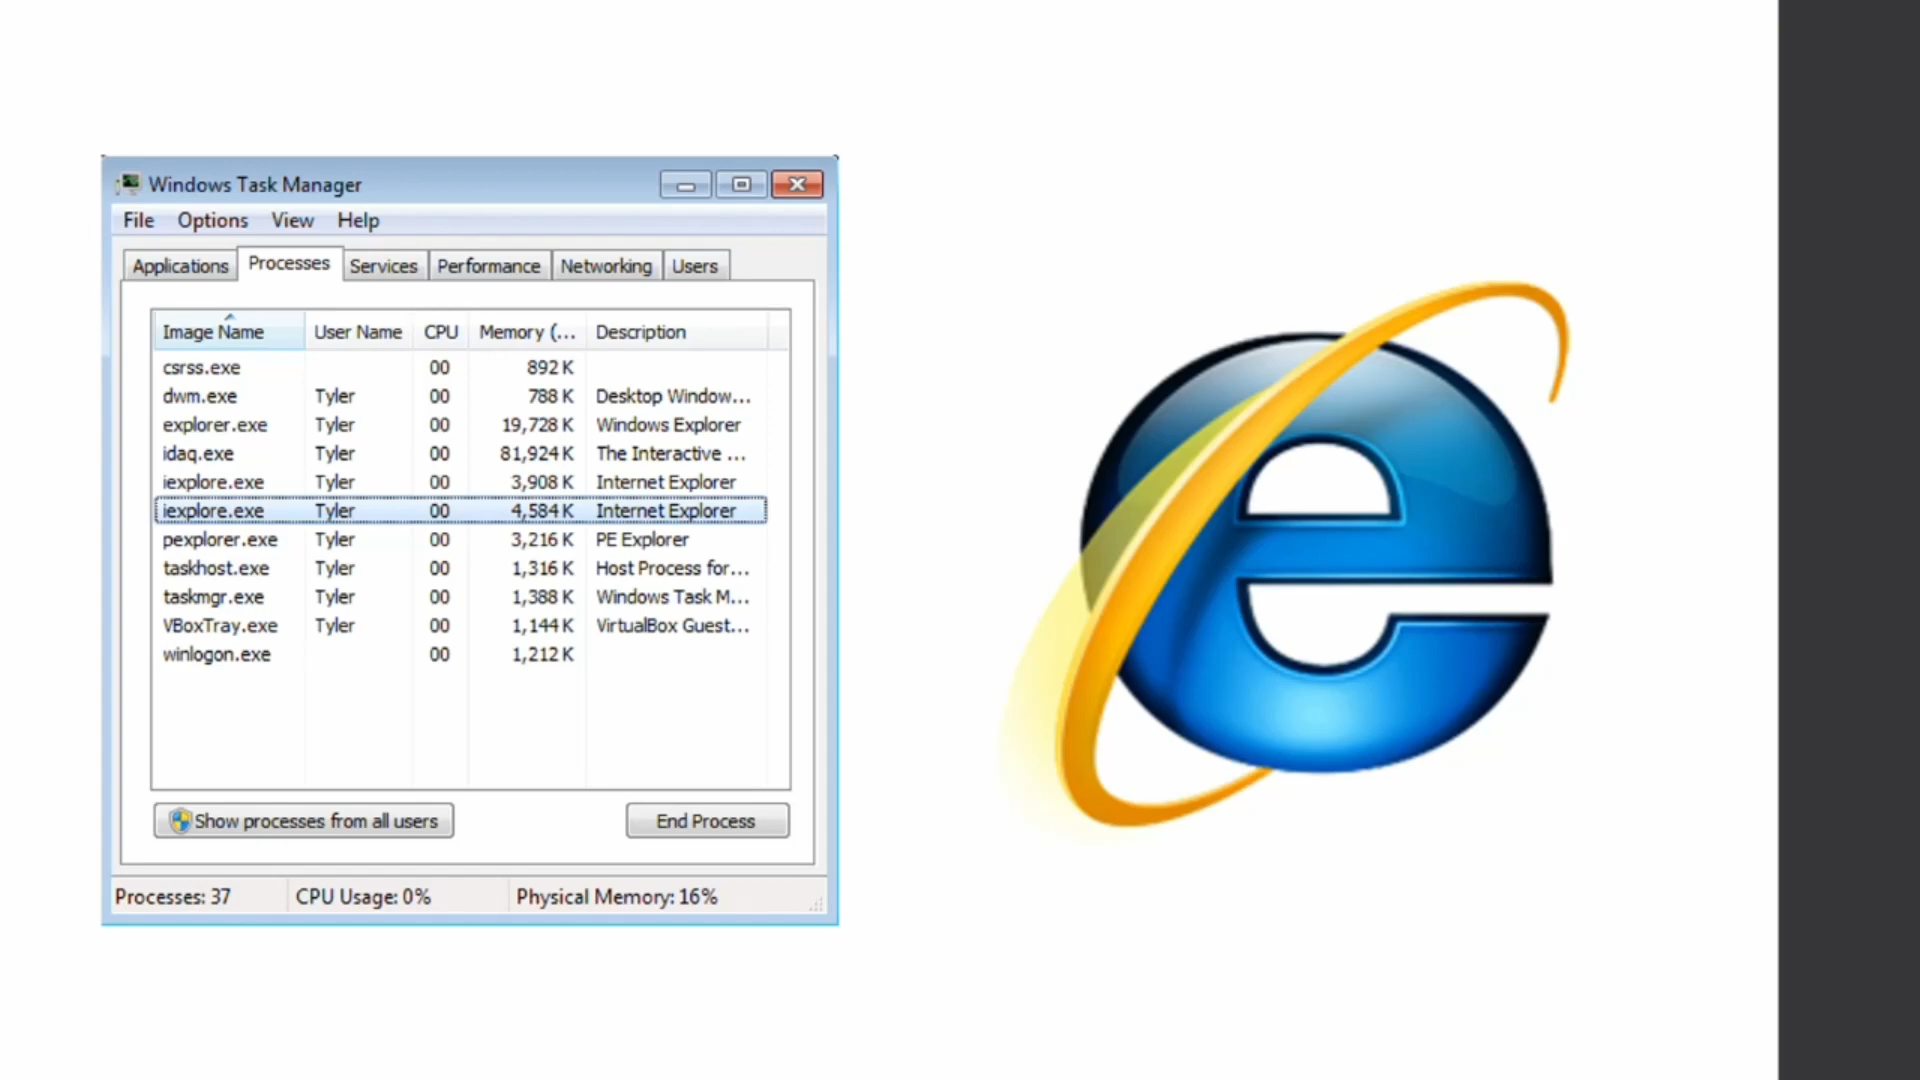 Windows Task Manager
File Options View Help
Applications Processes Services Performance Networking Users
Image Name User Name CPU Memory (... Description
csrss.exe 00 892 K
dwm.exe Tyler 00 788 K Desktop Window...
explorer.exe Tyler 00 19,728 K Windows Explorer
idaq.exe Tyler 00 81,924 K The Interactive ...
iexplore.exe Tyler 00 3,908 K Internet Explorer
iexplore.exe Tyler 00 4,584 K Internet Explorer
pexplorer.exe Tyler 00 3,216 K PE Explorer
taskhost.exe Tyler 00 1,316 K Host Process for...
taskmgr.exe Tyler 00 1,388 K Windows Task M...
VBoxTray.exe Tyler 00 1,144 K VirtualBox Guest...
winlogon.exe 00 1,212 K
Show processes from all users End Process
Processes: 37 CPU Usage: 0% Physical Memory: 16%